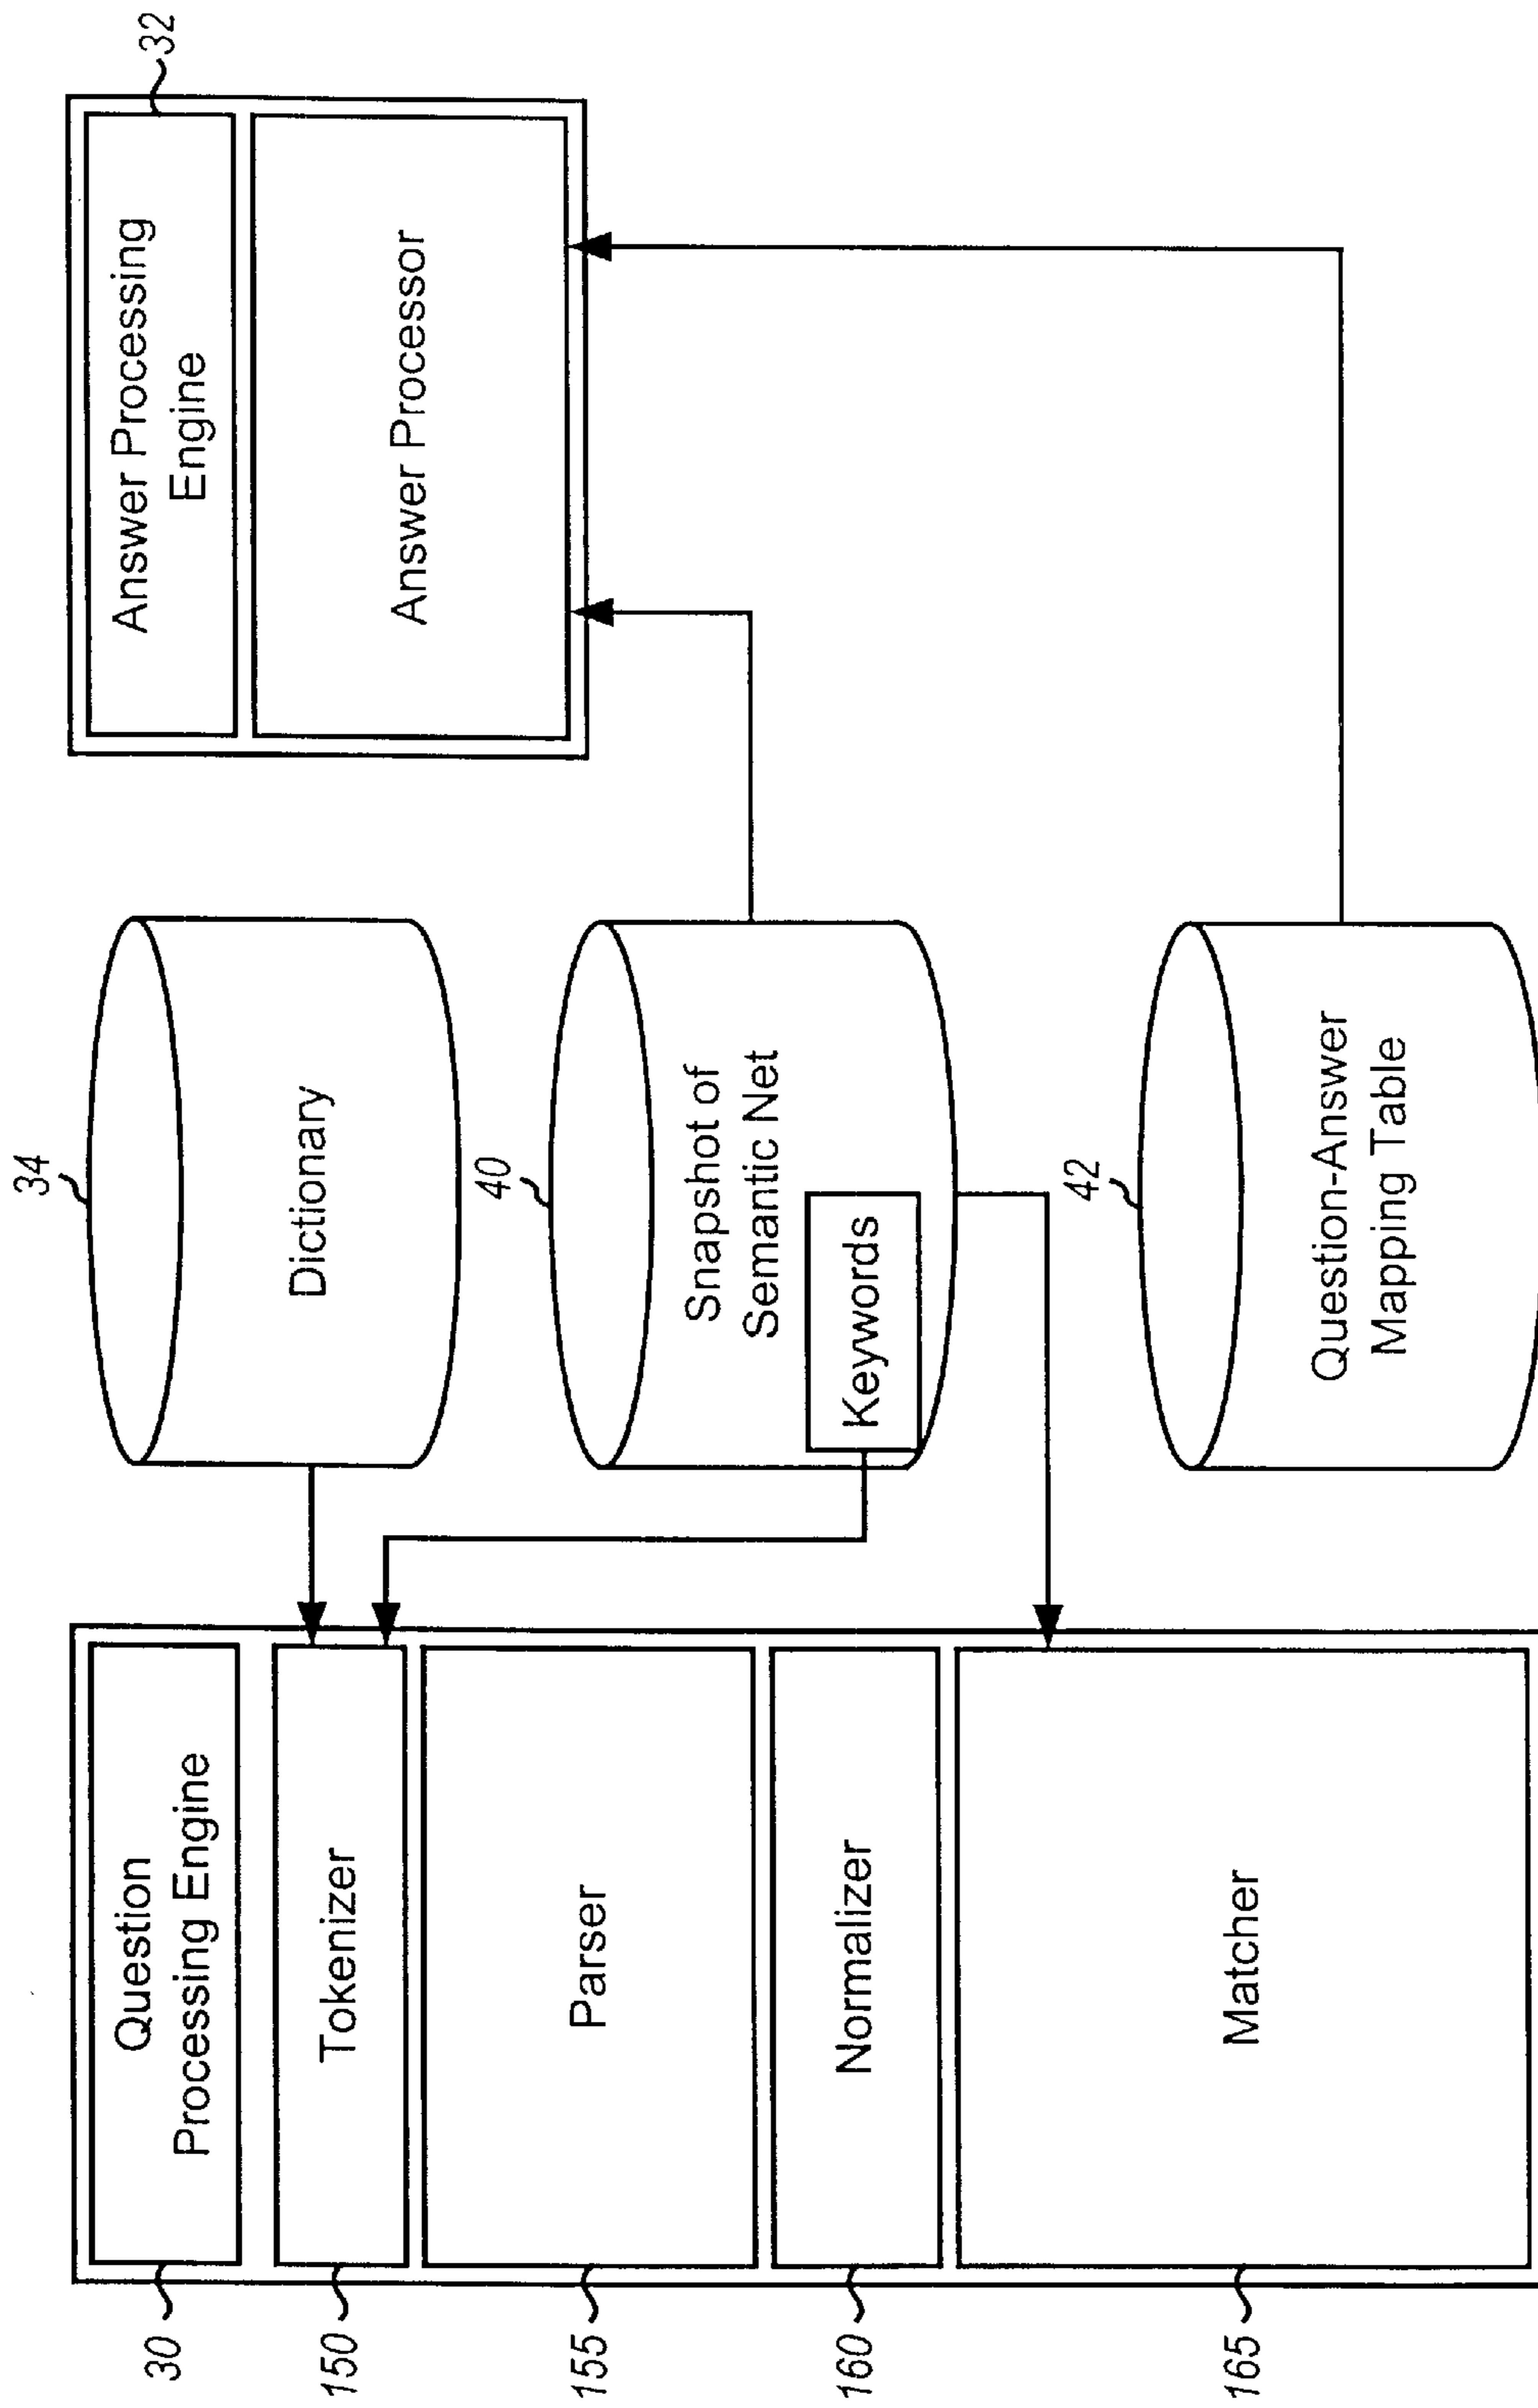 30
Question
Processing Engine
150
Tokenizer
155
Parser
160
Normalizer
165
Matcher
34
Dictionary
40
Snapshot of
Semantic Net
Keywords
42
Question-Answer
Mapping Table
32
Answer Processing
Engine
Answer Processor